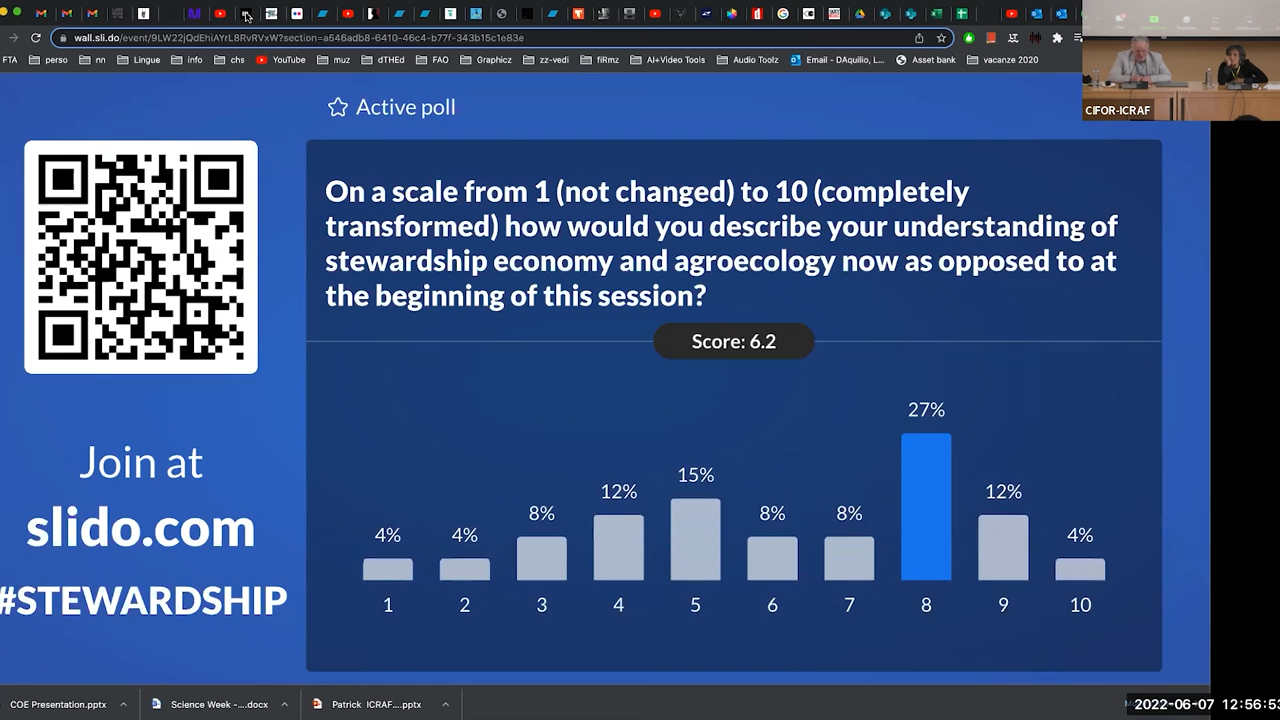 wall.sli.do/event/9LW22jQdEhiAYrL8RvRVxW?section=a646adb8-6410-46c4-b77f-343b15c1e83e
FTA perso nn Lingue info chs YouTube muz dTHEd FAO Graphicz zz-vedi fiRmz AI+Video Tools Audio Toolz Email - DAquilio, L... Asset bank vacanze 2020
CIFOR-ICRAF
Active poll
On a scale from 1 (not changed) to 10 (completely
transformed) how would you describe your understanding of
stewardship economy and agroecology now as opposed to at
the beginning of this session?
Score: 6.2
4% 4% 8% 12% 15% 8% 8% 27% 12% 4%
1 2 3 4 5 6 7 8 9 10
Join at
slido.com
#STEWARDSHIP
COE Presentation.pptx Science Week -....docx Patrick ICRAF....pptx
2022-06-07 12:56:53